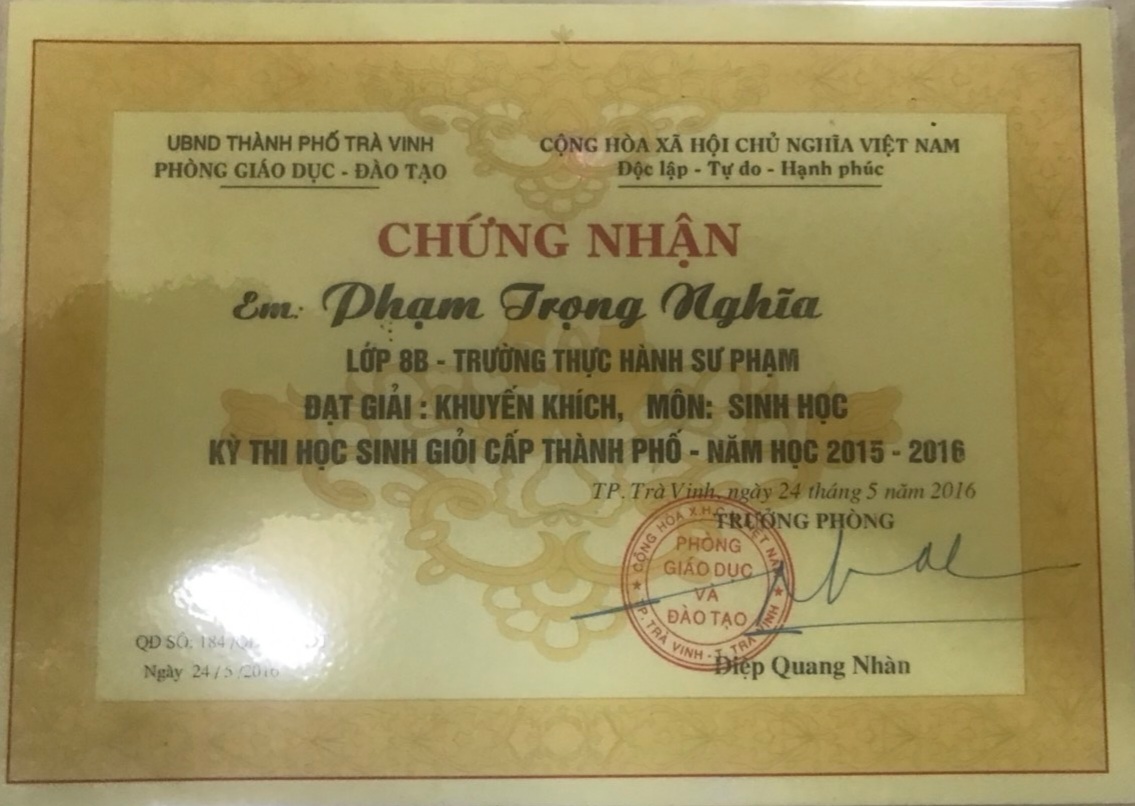 UBND THÀNH PHỐ TRÀ VINH
PHÒNG GIÁO DỤC - ĐÀO TẠO
CỘNG HÒA XÃ HỘI CHỦ NGHĨA VIỆT NAM
Độc lập - Tự do - Hạnh phúc
CHỨNG NHẬN
Em: Phạm Trọng Nghĩa
LỚP 8B - TRƯỜNG THỰC HÀNH SƯ PHẠM
ĐẠT GIẢI : KHUYẾN KHÍCH, MÔN: SINH HỌC
KỲ THI HỌC SINH GIỎI CẤP THÀNH PHỐ - NĂM HỌC 2015 - 2016
TP. Trà Vinh, ngày 24 tháng 5 năm 2016
TRƯỞNG PHÒNG
CỘNG HÒA X.H.C.N VIỆT NAM
PHÒNG
GIÁO DỤC
VÀ
ĐÀO TẠO
TP. TRÀ VINH - T. TRÀ VINH
Diệp Quang Nhàn
QĐ SỐ: 184
Ngày 24 / 5 /2016